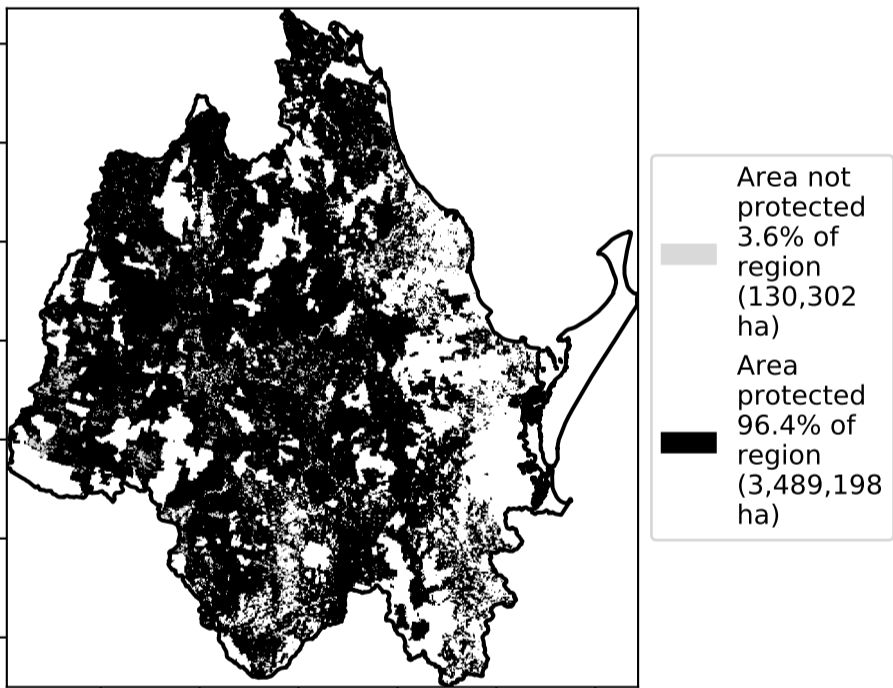 Area not
protected
3.6% of
region
(130,302
ha)
Area
protected
96.4% of
region
(3,489,198
ha)